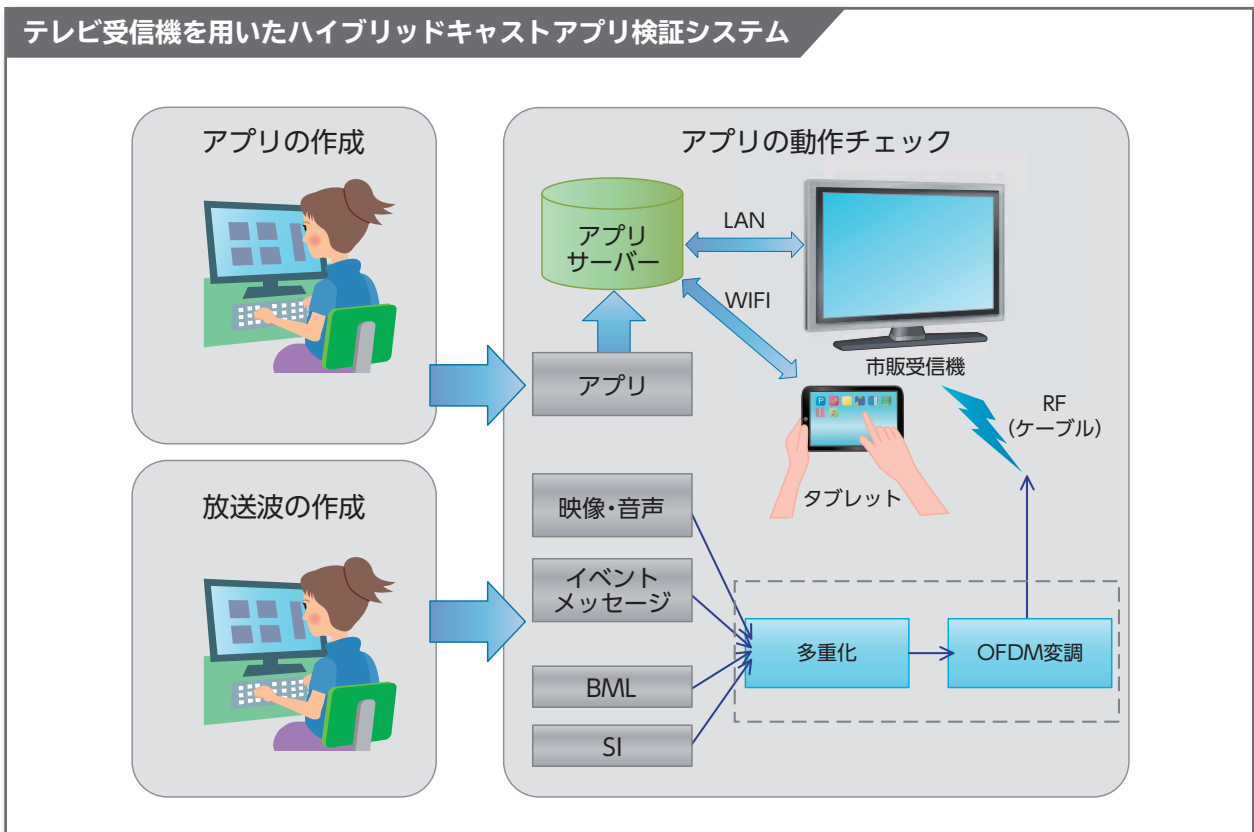 テレビ受信機を用いたハイブリッドキャストアプリ検証システム
アプリの作成
アプリの動作チェック
アプリ
サーバー
LAN
WIFI
市販受信機
アプリ
RF
(ケーブル)
タブレット
放送波の作成
映像・音声
イベント
メッセージ
多重化
OFDM変調
BML
SI